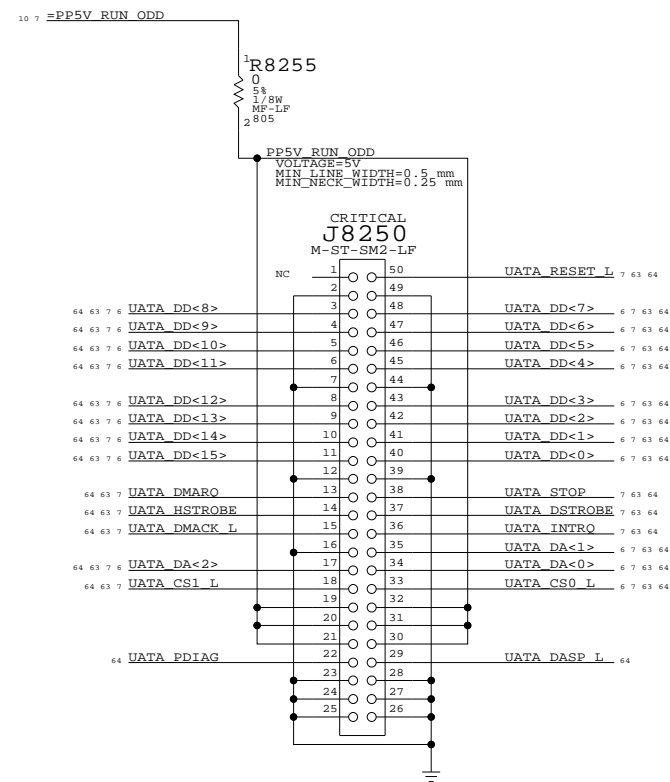 10 7 =PP5V_RUN_ODD
1
R8255
0
5%
1/8W
MF-LF
2 805
PP5V_RUN_ODD
VOLTAGE=5V
MIN_LINE_WIDTH=0.5 mm
MIN_NECK_WIDTH=0.25 mm
CRITICAL
J8250
M-ST-SM2-LF
NC 1 50 UATA_RESET_L 7 63 64
2 49
64 63 7 6 UATA_DD<8> 3 48 UATA_DD<7> 6 7 63 64
64 63 7 6 UATA_DD<9> 4 47 UATA_DD<6> 6 7 63 64
64 63 7 6 UATA_DD<10> 5 46 UATA_DD<5> 6 7 63 64
64 63 7 6 UATA_DD<11> 6 45 UATA_DD<4> 6 7 63 64
7 44
64 63 7 6 UATA_DD<12> 8 43 UATA_DD<3> 6 7 63 64
64 63 7 6 UATA_DD<13> 9 42 UATA_DD<2> 6 7 63 64
64 63 7 6 UATA_DD<14> 10 41 UATA_DD<1> 6 7 63 64
64 63 7 6 UATA_DD<15> 11 40 UATA_DD<0> 6 7 63 64
12 39
64 63 7 UATA_DMARQ 13 38 UATA_STOP 7 63 64
64 63 7 UATA_HSTROBE 14 37 UATA_DSTROBE 7 63 64
64 63 7 UATA_DMACK_L 15 36 UATA_INTRQ 7 63 64
16 35 UATA_DA<1> 6 7 63 64
64 63 7 6 UATA_DA<2> 17 34 UATA_DA<0> 6 7 63 64
64 63 7 UATA_CS1_L 18 33 UATA_CS0_L 6 7 63 64
19 32
20 31
21 30
64 UATA_PDIAG 22 29 UATA_DASP_L 64
23 28
24 27
25 26